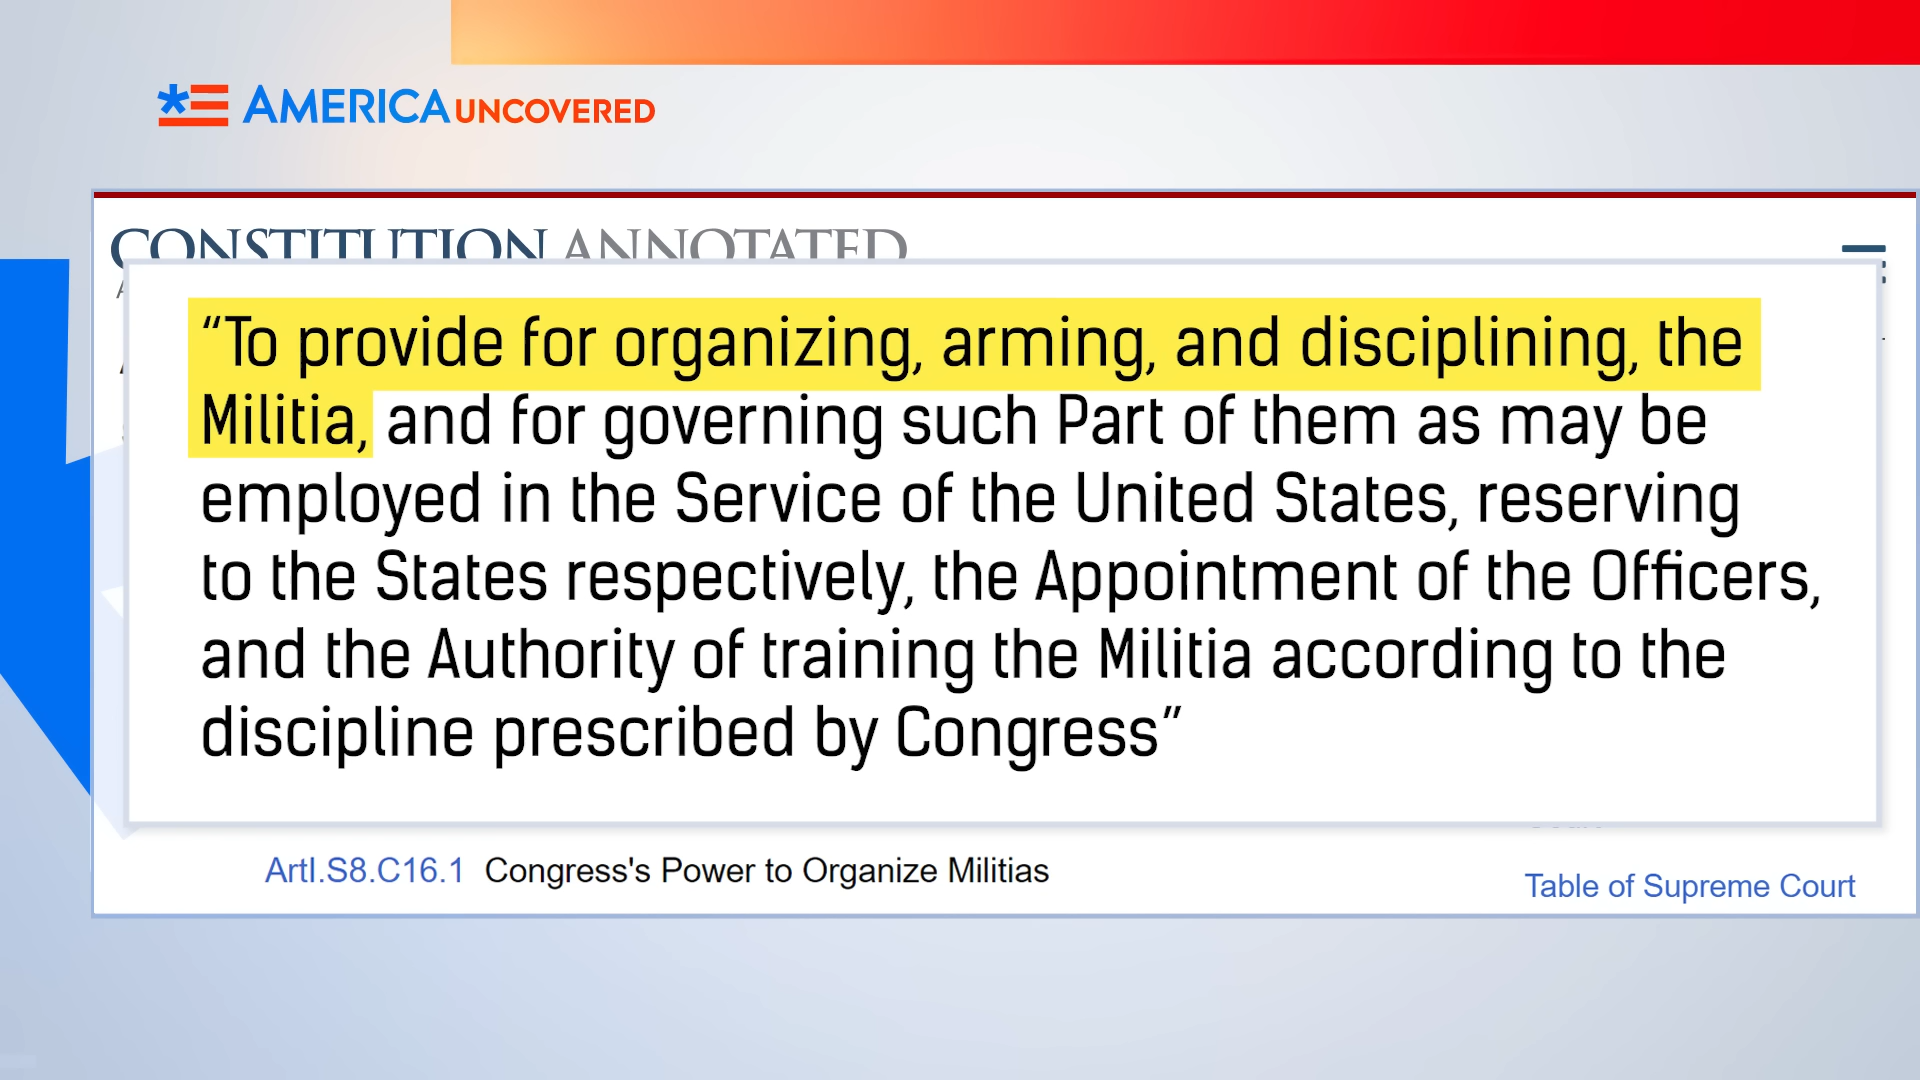 AMERICA UNCOVERED
CONSTITUTION ANNOTATED
“To provide for organizing, arming, and disciplining, the
Militia, and for governing such Part of them as may be
employed in the Service of the United States, reserving
to the States respectively, the Appointment of the Officers,
and the Authority of training the Militia according to the
discipline prescribed by Congress”
ArtI.S8.C16.1 Congress's Power to Organize Militias
Table of Supreme Court